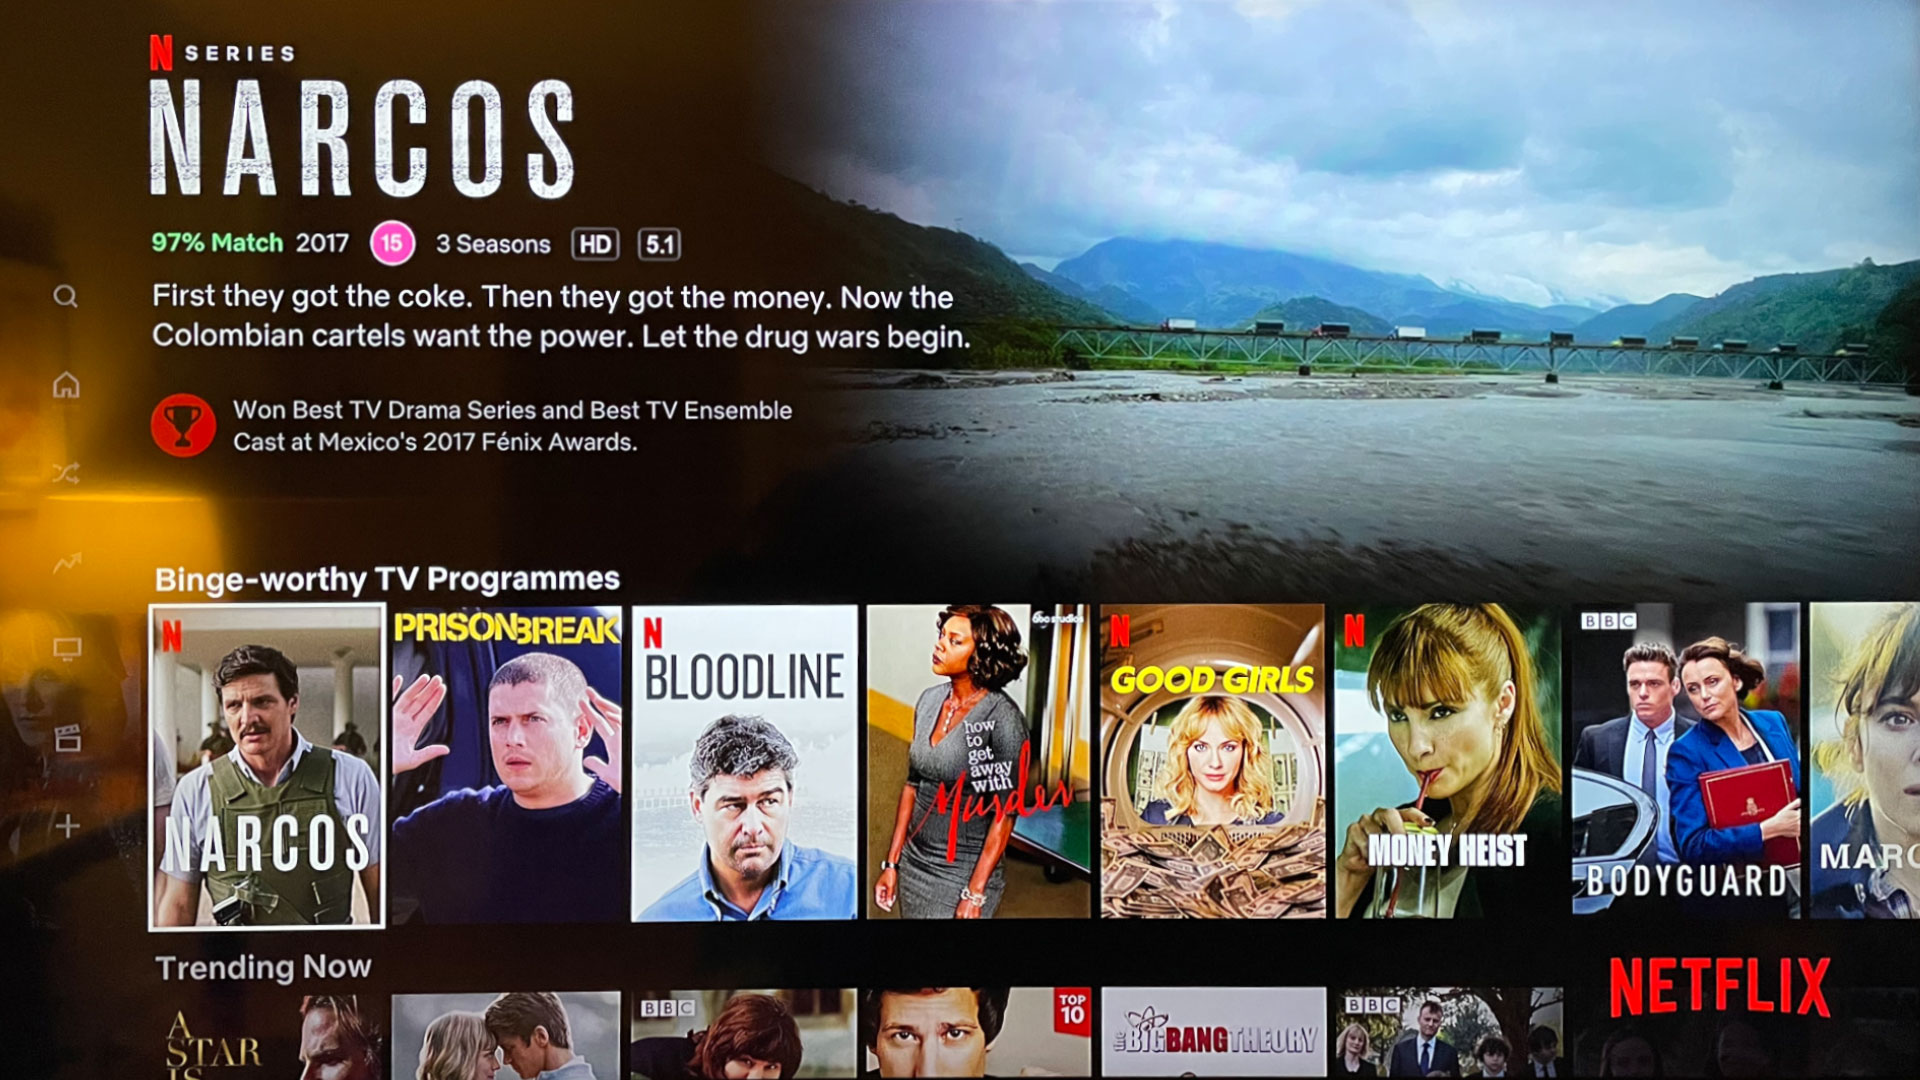 N SERIES
NARCOS
97% Match 2017 15 3 Seasons HD 5.1
First they got the coke. Then they got the money. Now the
Colombian cartels want the power. Let the drug wars begin.
Won Best TV Drama Series and Best TV Ensemble
Cast at Mexico's 2017 Fénix Awards.
Binge-worthy TV Programmes
N
NARCOS
PRISON BREAK
N
BLOODLINE
abc studios
how
to
get
away
with
Murder
N
GOOD GIRLS
N
MONEY HEIST
BBC
BODYGUARD
MARC
Trending Now
NETFLIX
A
STAR
IS
BBC
TOP
10
the BIG BANG THEORY
BBC